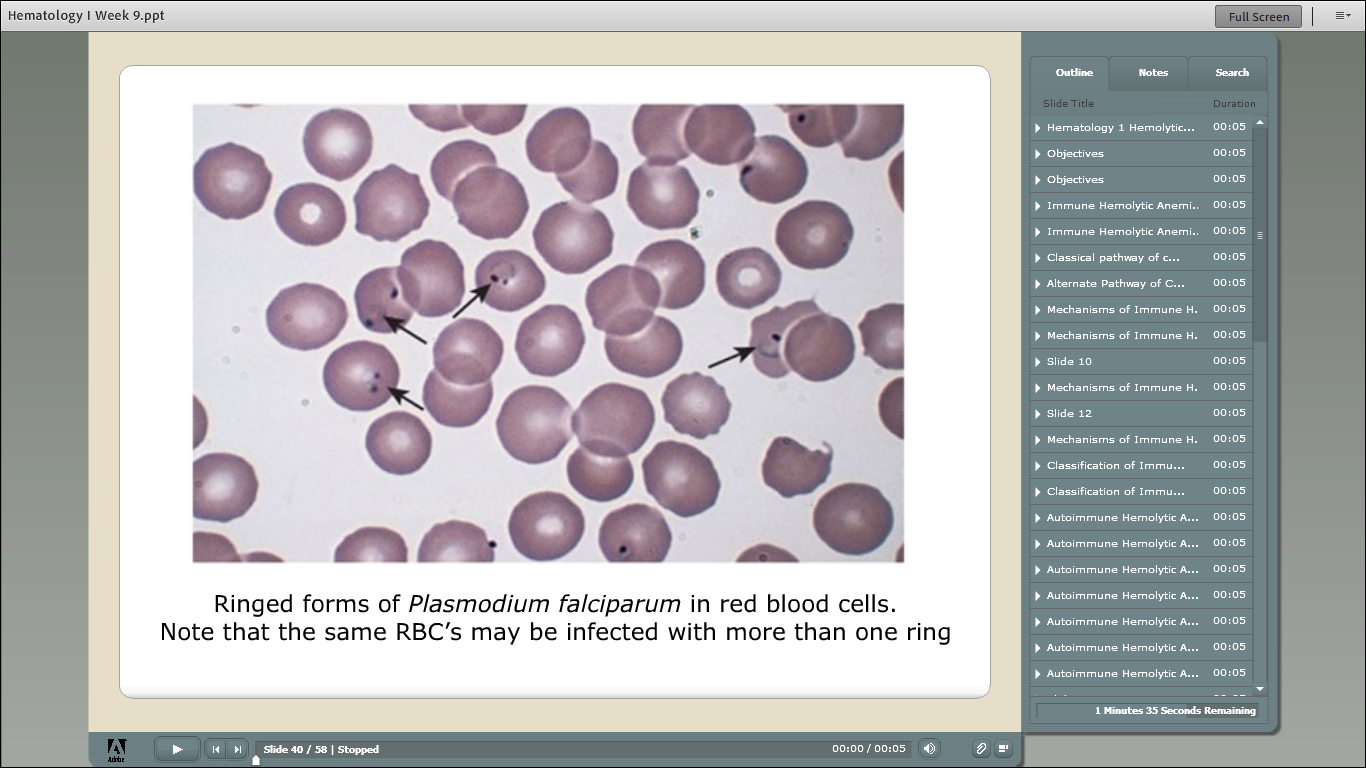 Hematology I Week 9.ppt
Full Screen
Ringed forms of Plasmodium falciparum in red blood cells.
Note that the same RBC’s may be infected with more than one ring
Outline Notes Search
Slide Title Duration
Hematology 1 Hemolytic... 00:05
Objectives 00:05
Objectives 00:05
Immune Hemolytic Anemi.. 00:05
Immune Hemolytic Anemi.. 00:05
Classical pathway of c... 00:05
Alternate Pathway of C... 00:05
Mechanisms of Immune H. 00:05
Mechanisms of Immune H. 00:05
Slide 10 00:05
Mechanisms of Immune H. 00:05
Slide 12 00:05
Mechanisms of Immune H. 00:05
Classification of Immu... 00:05
Classification of Immu... 00:05
Autoimmune Hemolytic A... 00:05
Autoimmune Hemolytic A... 00:05
Autoimmune Hemolytic A... 00:05
Autoimmune Hemolytic A... 00:05
Autoimmune Hemolytic A... 00:05
Autoimmune Hemolytic A... 00:05
Autoimmune Hemolytic A... 00:05
1 Minutes 35 Seconds Remaining
Adobe
Slide 40 / 58 | Stopped
00:00 / 00:05